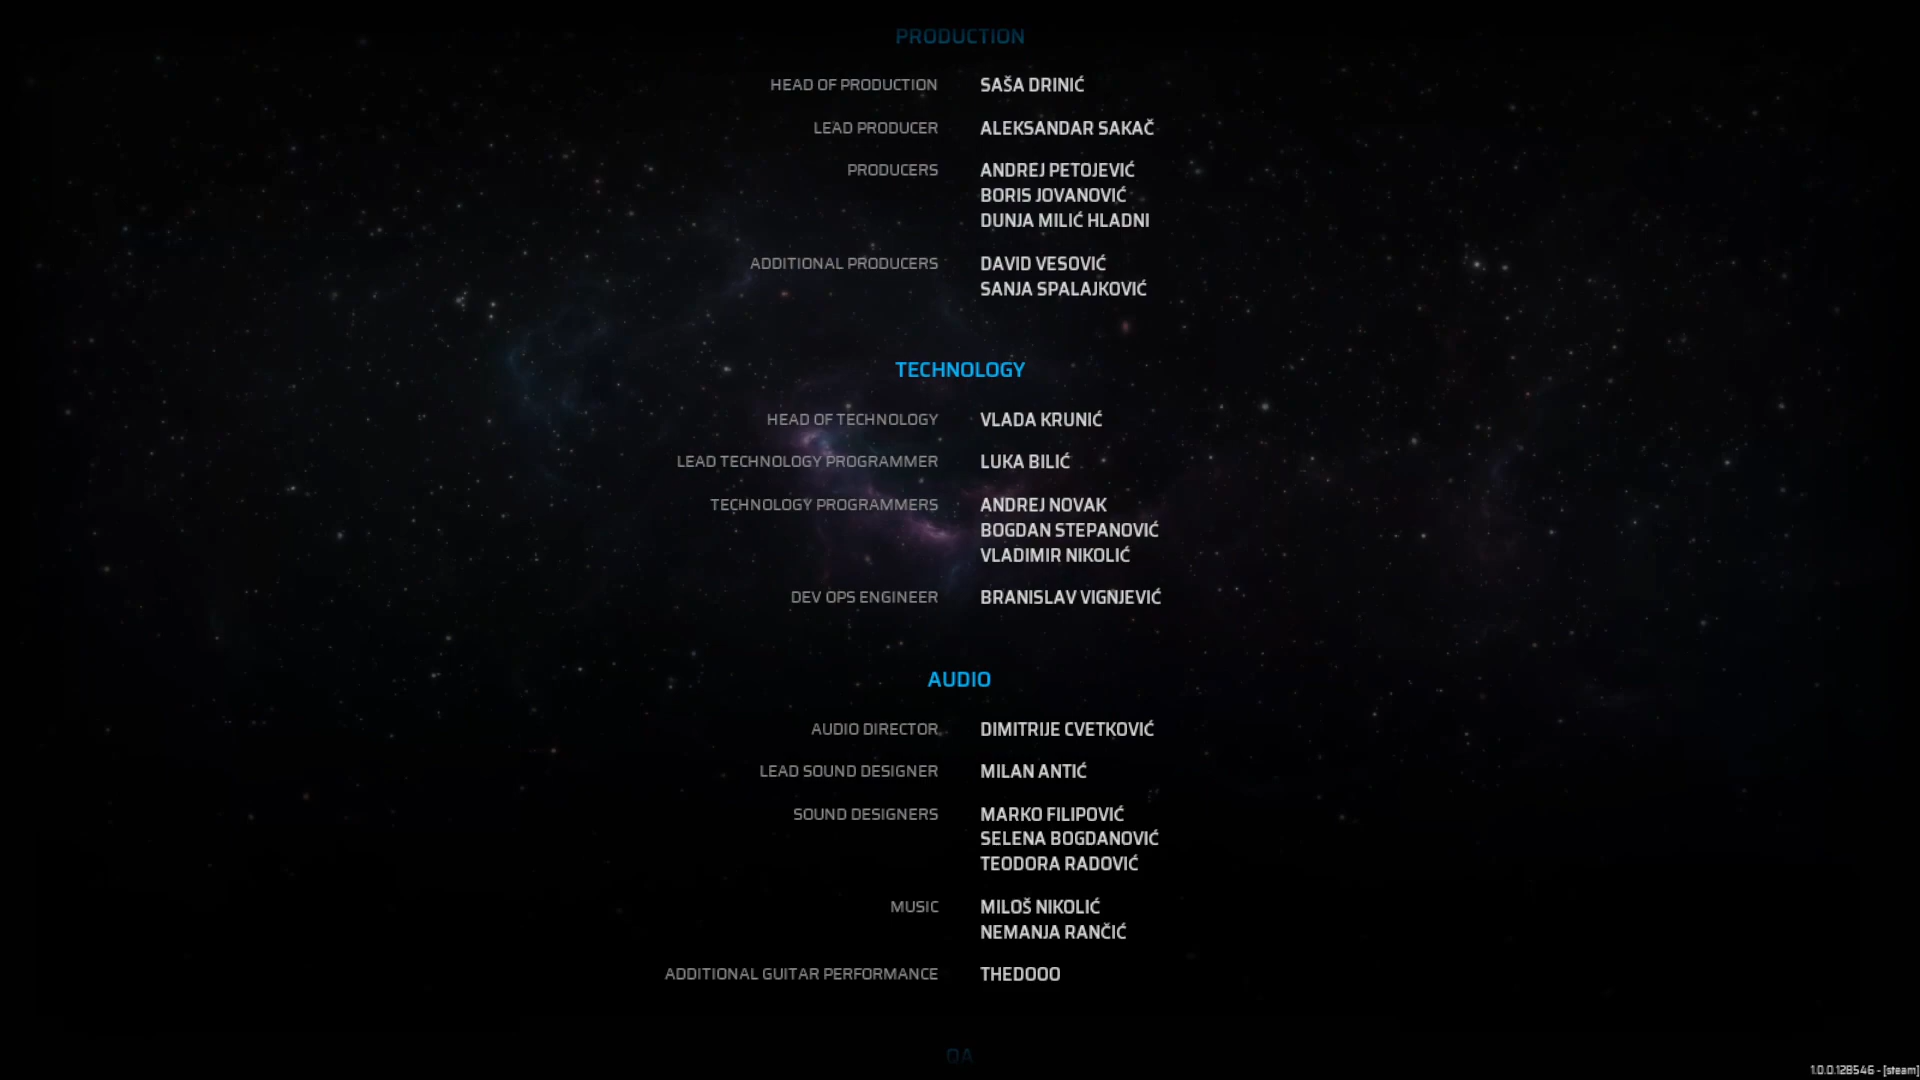 PRODUCTION
HEAD OF PRODUCTION SAŠA DRINIĆ
LEAD PRODUCER ALEKSANDAR SAKAČ
PRODUCERS ANDREJ PETOJEVIĆ
BORIS JOVANOVIĆ
DUNJA MILIĆ HLADNI
ADDITIONAL PRODUCERS DAVID VESOVIĆ
SANJA SPALAJKOVIĆ
TECHNOLOGY
HEAD OF TECHNOLOGY VLADA KRUNIĆ
LEAD TECHNOLOGY PROGRAMMER LUKA BILIĆ
TECHNOLOGY PROGRAMMERS ANDREJ NOVAK
BOGDAN STEPANOVIĆ
VLADIMIR NIKOLIĆ
DEV OPS ENGINEER BRANISLAV VIGNJEVIĆ
AUDIO
AUDIO DIRECTOR DIMITRIJE CVETKOVIĆ
LEAD SOUND DESIGNER MILAN ANTIĆ
SOUND DESIGNERS MARKO FILIPOVIĆ
SELENA BOGDANOVIĆ
TEODORA RADOVIĆ
MUSIC MILOŠ NIKOLIĆ
NEMANJA RANČIĆ
ADDITIONAL GUITAR PERFORMANCE THEDOOO
QA
1.0.0.128546 - [steam]